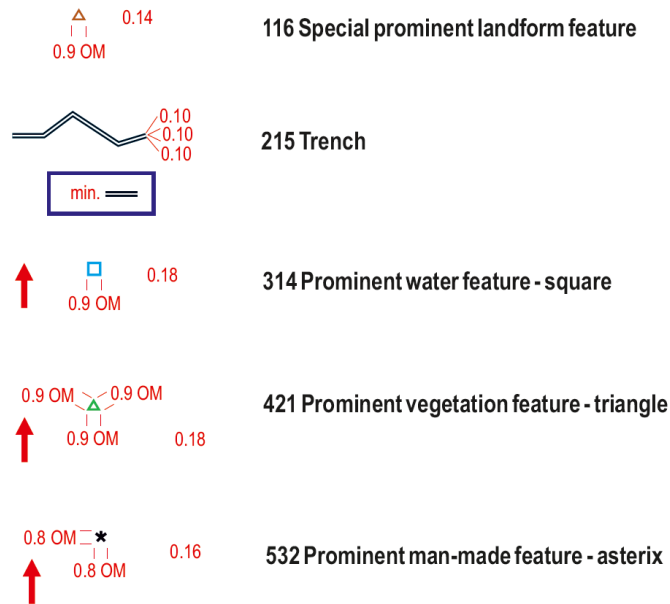 0.14
0.9 OM
116 Special prominent landform feature
0.10
0.10
0.10
215 Trench
min.
0.18
0.9 OM
314 Prominent water feature - square
0.9 OM 0.9 OM
0.9 OM
0.18
421 Prominent vegetation feature - triangle
0.8 OM
0.8 OM
0.16
532 Prominent man-made feature - asterix